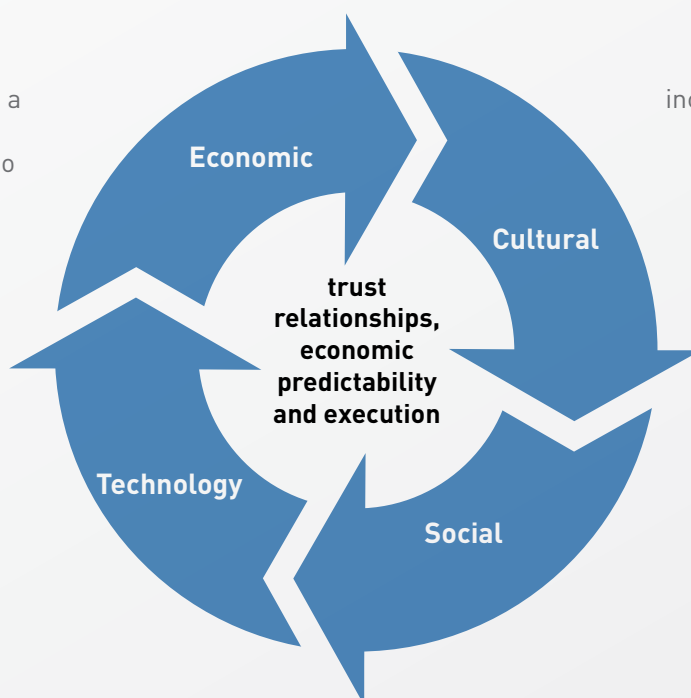 a
Economic
o
Cultural
trust
relationships,
economic
predictability
and execution
Technology
Social